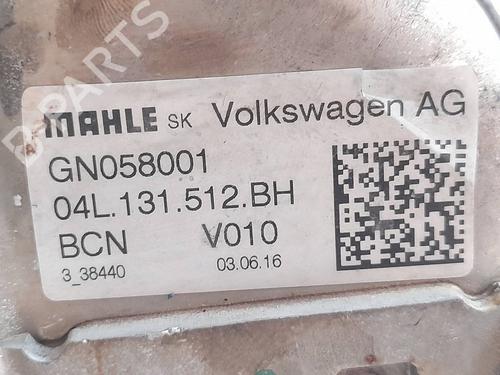 B-PARTS
MAHLE SK Volkswagen AG
GN058001
04L.131.512.BH
BCN V010
3_38440 03.06.16